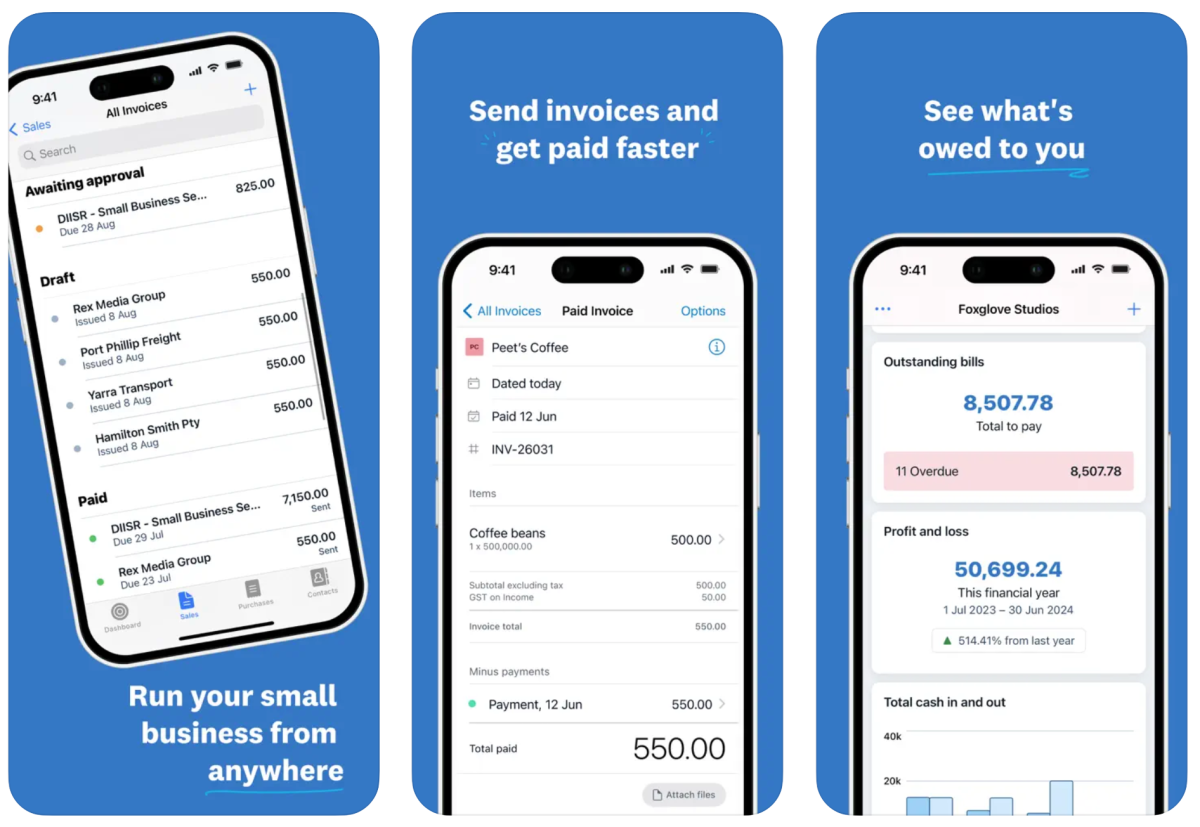 9:41
All Invoices
Sales
Search
Awaiting approval
DIISR - Small Business Se... 825.00
Due 28 Aug
Draft
Rex Media Group 550.00
Issued 8 Aug
Port Phillip Freight 550.00
Issued 8 Aug
Yarra Transport 550.00
Issued 8 Aug
Hamilton Smith Pty 550.00
Issued 8 Aug
Paid
DIISR - Small Business Se... 7,150.00
Due 29 Jul Sent
Rex Media Group 550.00
Due 23 Jul Sent
Dashboard Sales Purchases Contacts
Run your small
business from
anywhere
Send invoices and
get paid faster
9:41
All Invoices Paid Invoice Options
PC Peet's Coffee
Dated today
Paid 12 Jun
INV-26031
Items
Coffee beans 500.00
1 x 500,000.00
Subtotal excluding tax 500.00
GST on Income 50.00
Invoice total 550.00
Minus payments
Payment, 12 Jun 550.00
Total paid 550.00
Attach files
See what's
owed to you
9:41
Foxglove Studios
Outstanding bills
8,507.78
Total to pay
11 Overdue 8,507.78
Profit and loss
50,699.24
This financial year
1 Jul 2023 – 30 Jun 2024
514.41% from last year
Total cash in and out
40k
20k